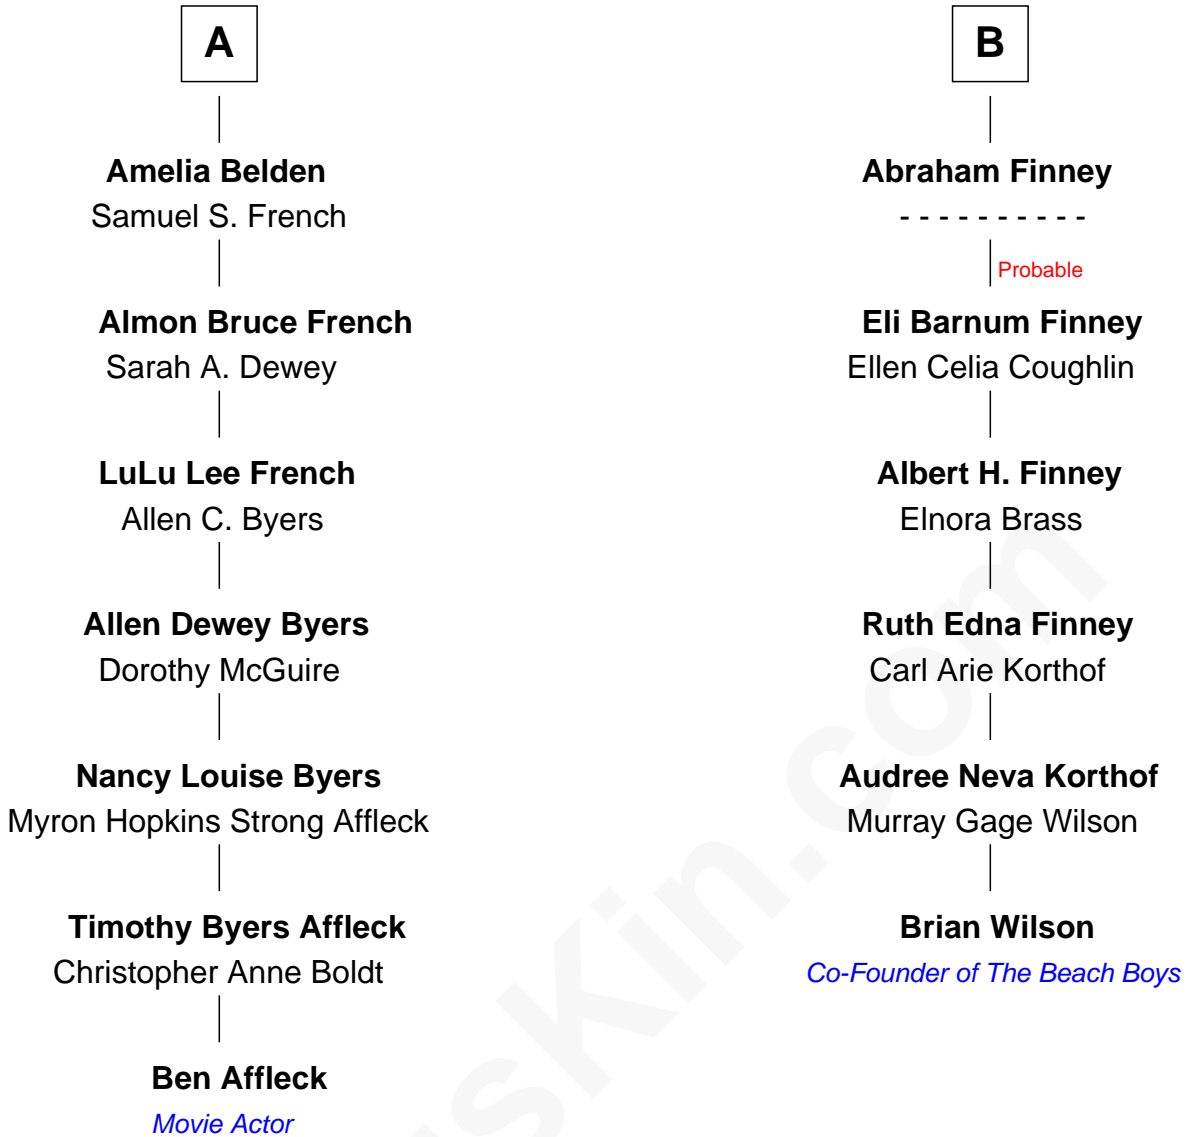 A
Amelia Belden
Samuel S. French
Almon Bruce French
Sarah A. Dewey
LuLu Lee French
Allen C. Byers
Allen Dewey Byers
Dorothy McGuire
Nancy Louise Byers
Myron Hopkins Strong Affleck
Timothy Byers Affleck
Christopher Anne Boldt
Ben Affleck
Movie Actor
B
Abraham Finney
- - - - - - - - - -
Probable
Eli Barnum Finney
Ellen Celia Coughlin
Albert H. Finney
Elnora Brass
Ruth Edna Finney
Carl Arie Korthof
Audree Neva Korthof
Murray Gage Wilson
Brian Wilson
Co-Founder of The Beach Boys
sKin.com